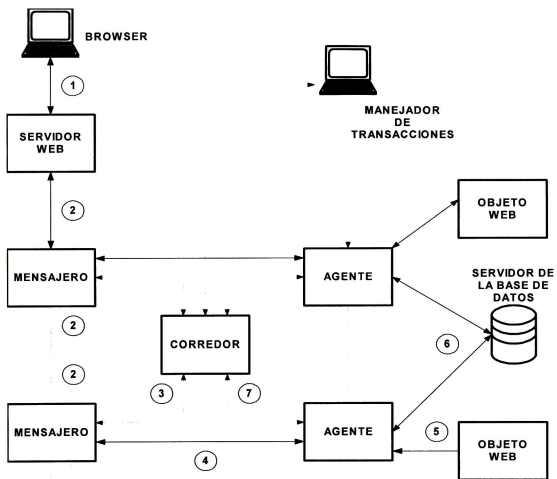 BROWSER
1
MANEJADOR
DE
TRANSACCIONES
SERVIDOR
WEB
2
OBJETO
WEB
MENSAJERO
AGENTE
SERVIDOR DE
LA BASE DE
DATOS
2
CORREDOR
6
2
3
7
MENSAJERO
AGENTE
5
OBJETO
WEB
4